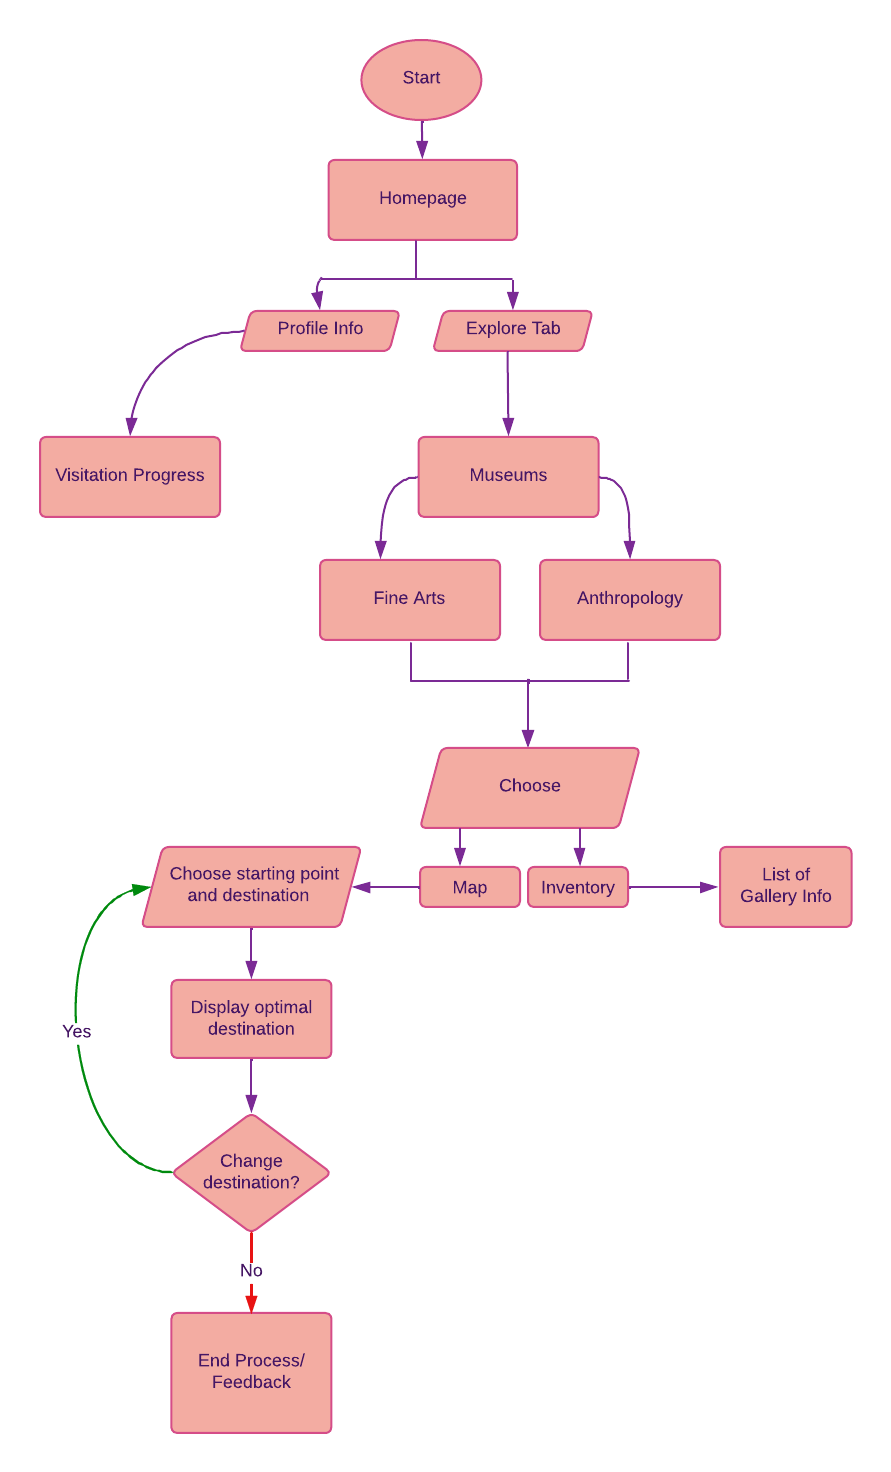 Start
Homepage
Profile Info
Explore Tab
Visitation Progress
Museums
Fine Arts
Anthropology
Choose
Choose starting point
and destination
Map
Inventory
List of
Gallery Info
Display optimal
destination
Yes
Change
destination?
No
End Process/
Feedback